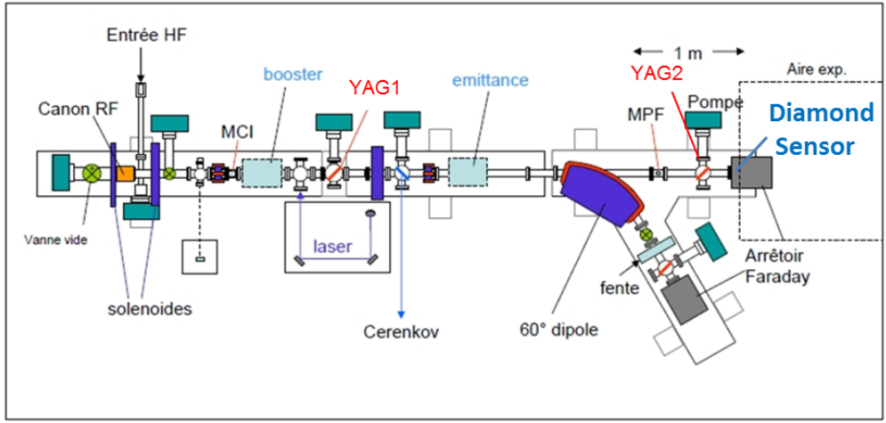 Entrée HF
1 m
Aire exp.
booster
YAG1
emittance
YAG2
Pompe
Canon RF
MCI
MPF
Diamond
Sensor
Vanne vide
laser
solenoides
Cerenkov
60° dipole
fente
Arrêtoir
Faraday